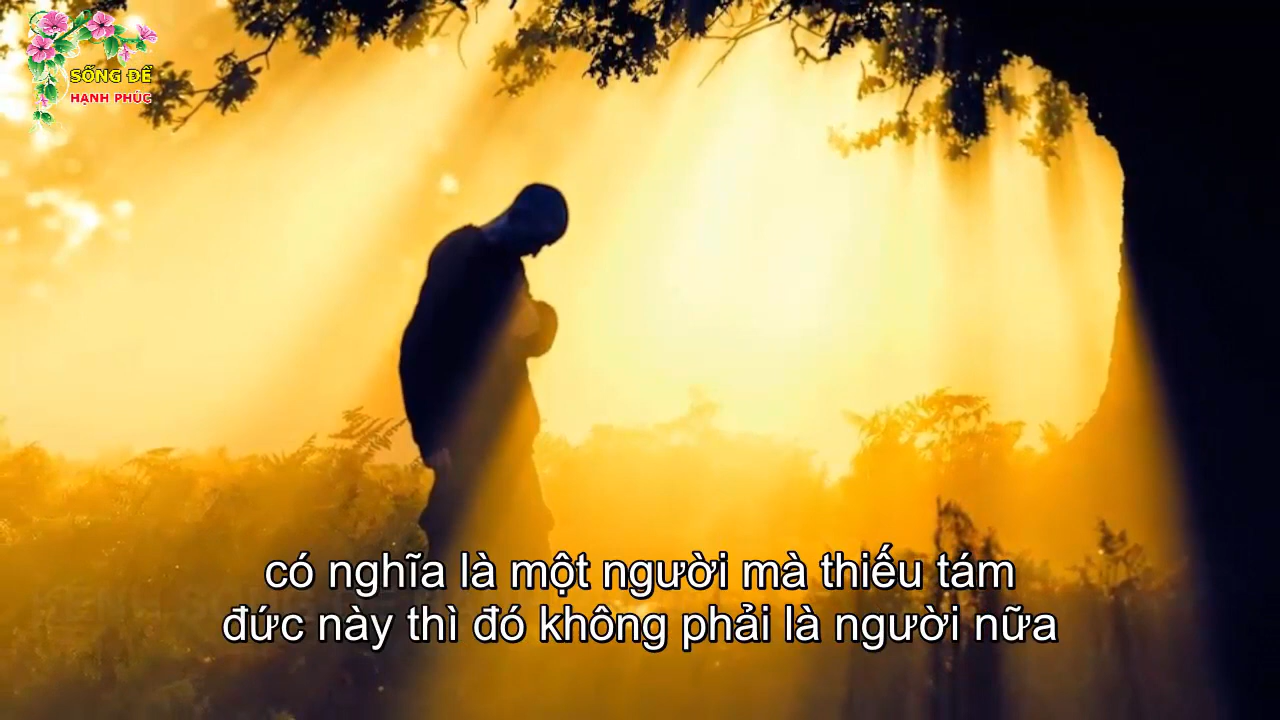 SỐNG ĐỂ
HẠNH PHÚC
có nghĩa là một người mà thiếu tám
đức này thì đó không phải là người nữa